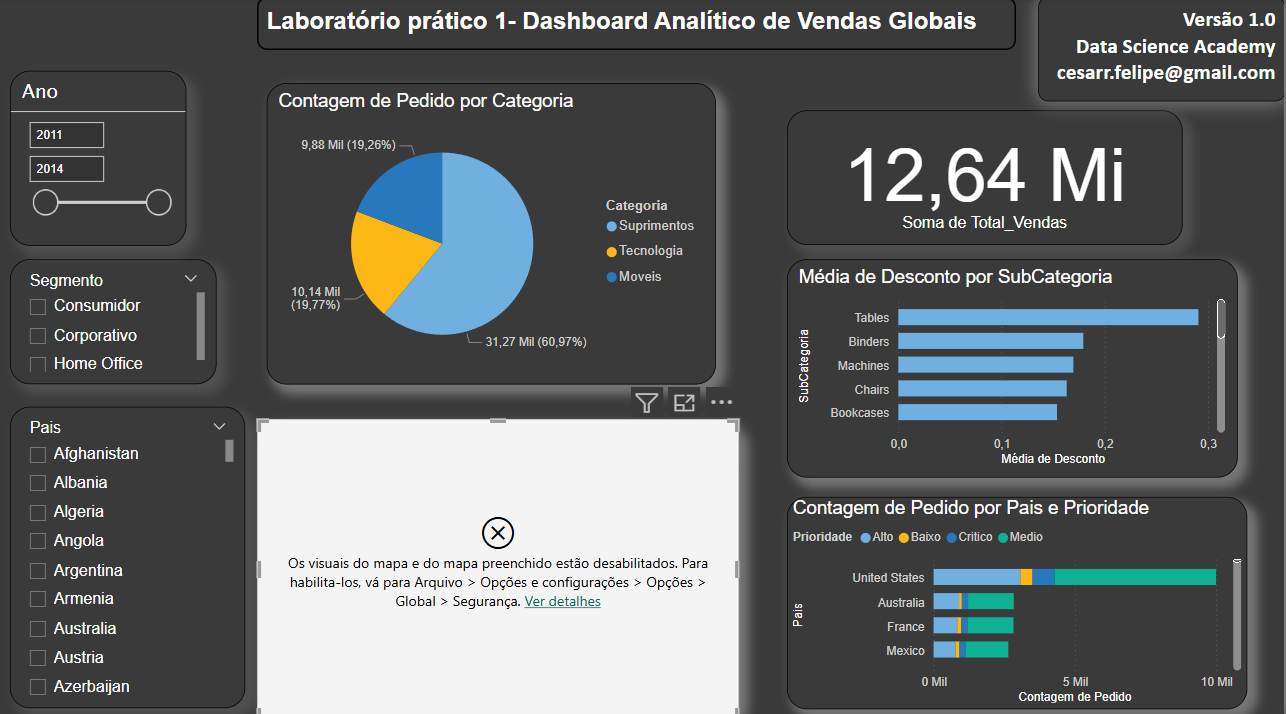 Laboratório prático 1- Dashboard Analítico de Vendas Globais
Versão 1.0
Data Science Academy
cesarr.felipe@gmail.com
Ano
2011
2014
Segmento
Consumidor
Corporativo
Home Office
Pais
Afghanistan
Albania
Algeria
Angola
Argentina
Armenia
Australia
Austria
Azerbaijan
Contagem de Pedido por Categoria
9,88 Mil (19,26%)
10,14 Mil
(19,77%)
31,27 Mil (60,97%)
Categoria
Suprimentos
Tecnologia
Moveis
Os visuais do mapa e do mapa preenchido estão desabilitados. Para
habilita-los, vá para Arquivo > Opções e configurações > Opções >
Global > Segurança. Ver detalhes
12,64 Mi
Soma de Total_Vendas
Média de Desconto por SubCategoria
SubCategoria
Tables
Binders
Machines
Chairs
Bookcases
0,0 0,1 0,2 0,3
Média de Desconto
Contagem de Pedido por Pais e Prioridade
Prioridade Alto Baixo Critico Medio
Pais
United States
Australia
France
Mexico
0 Mil 5 Mil 10 Mil
Contagem de Pedido